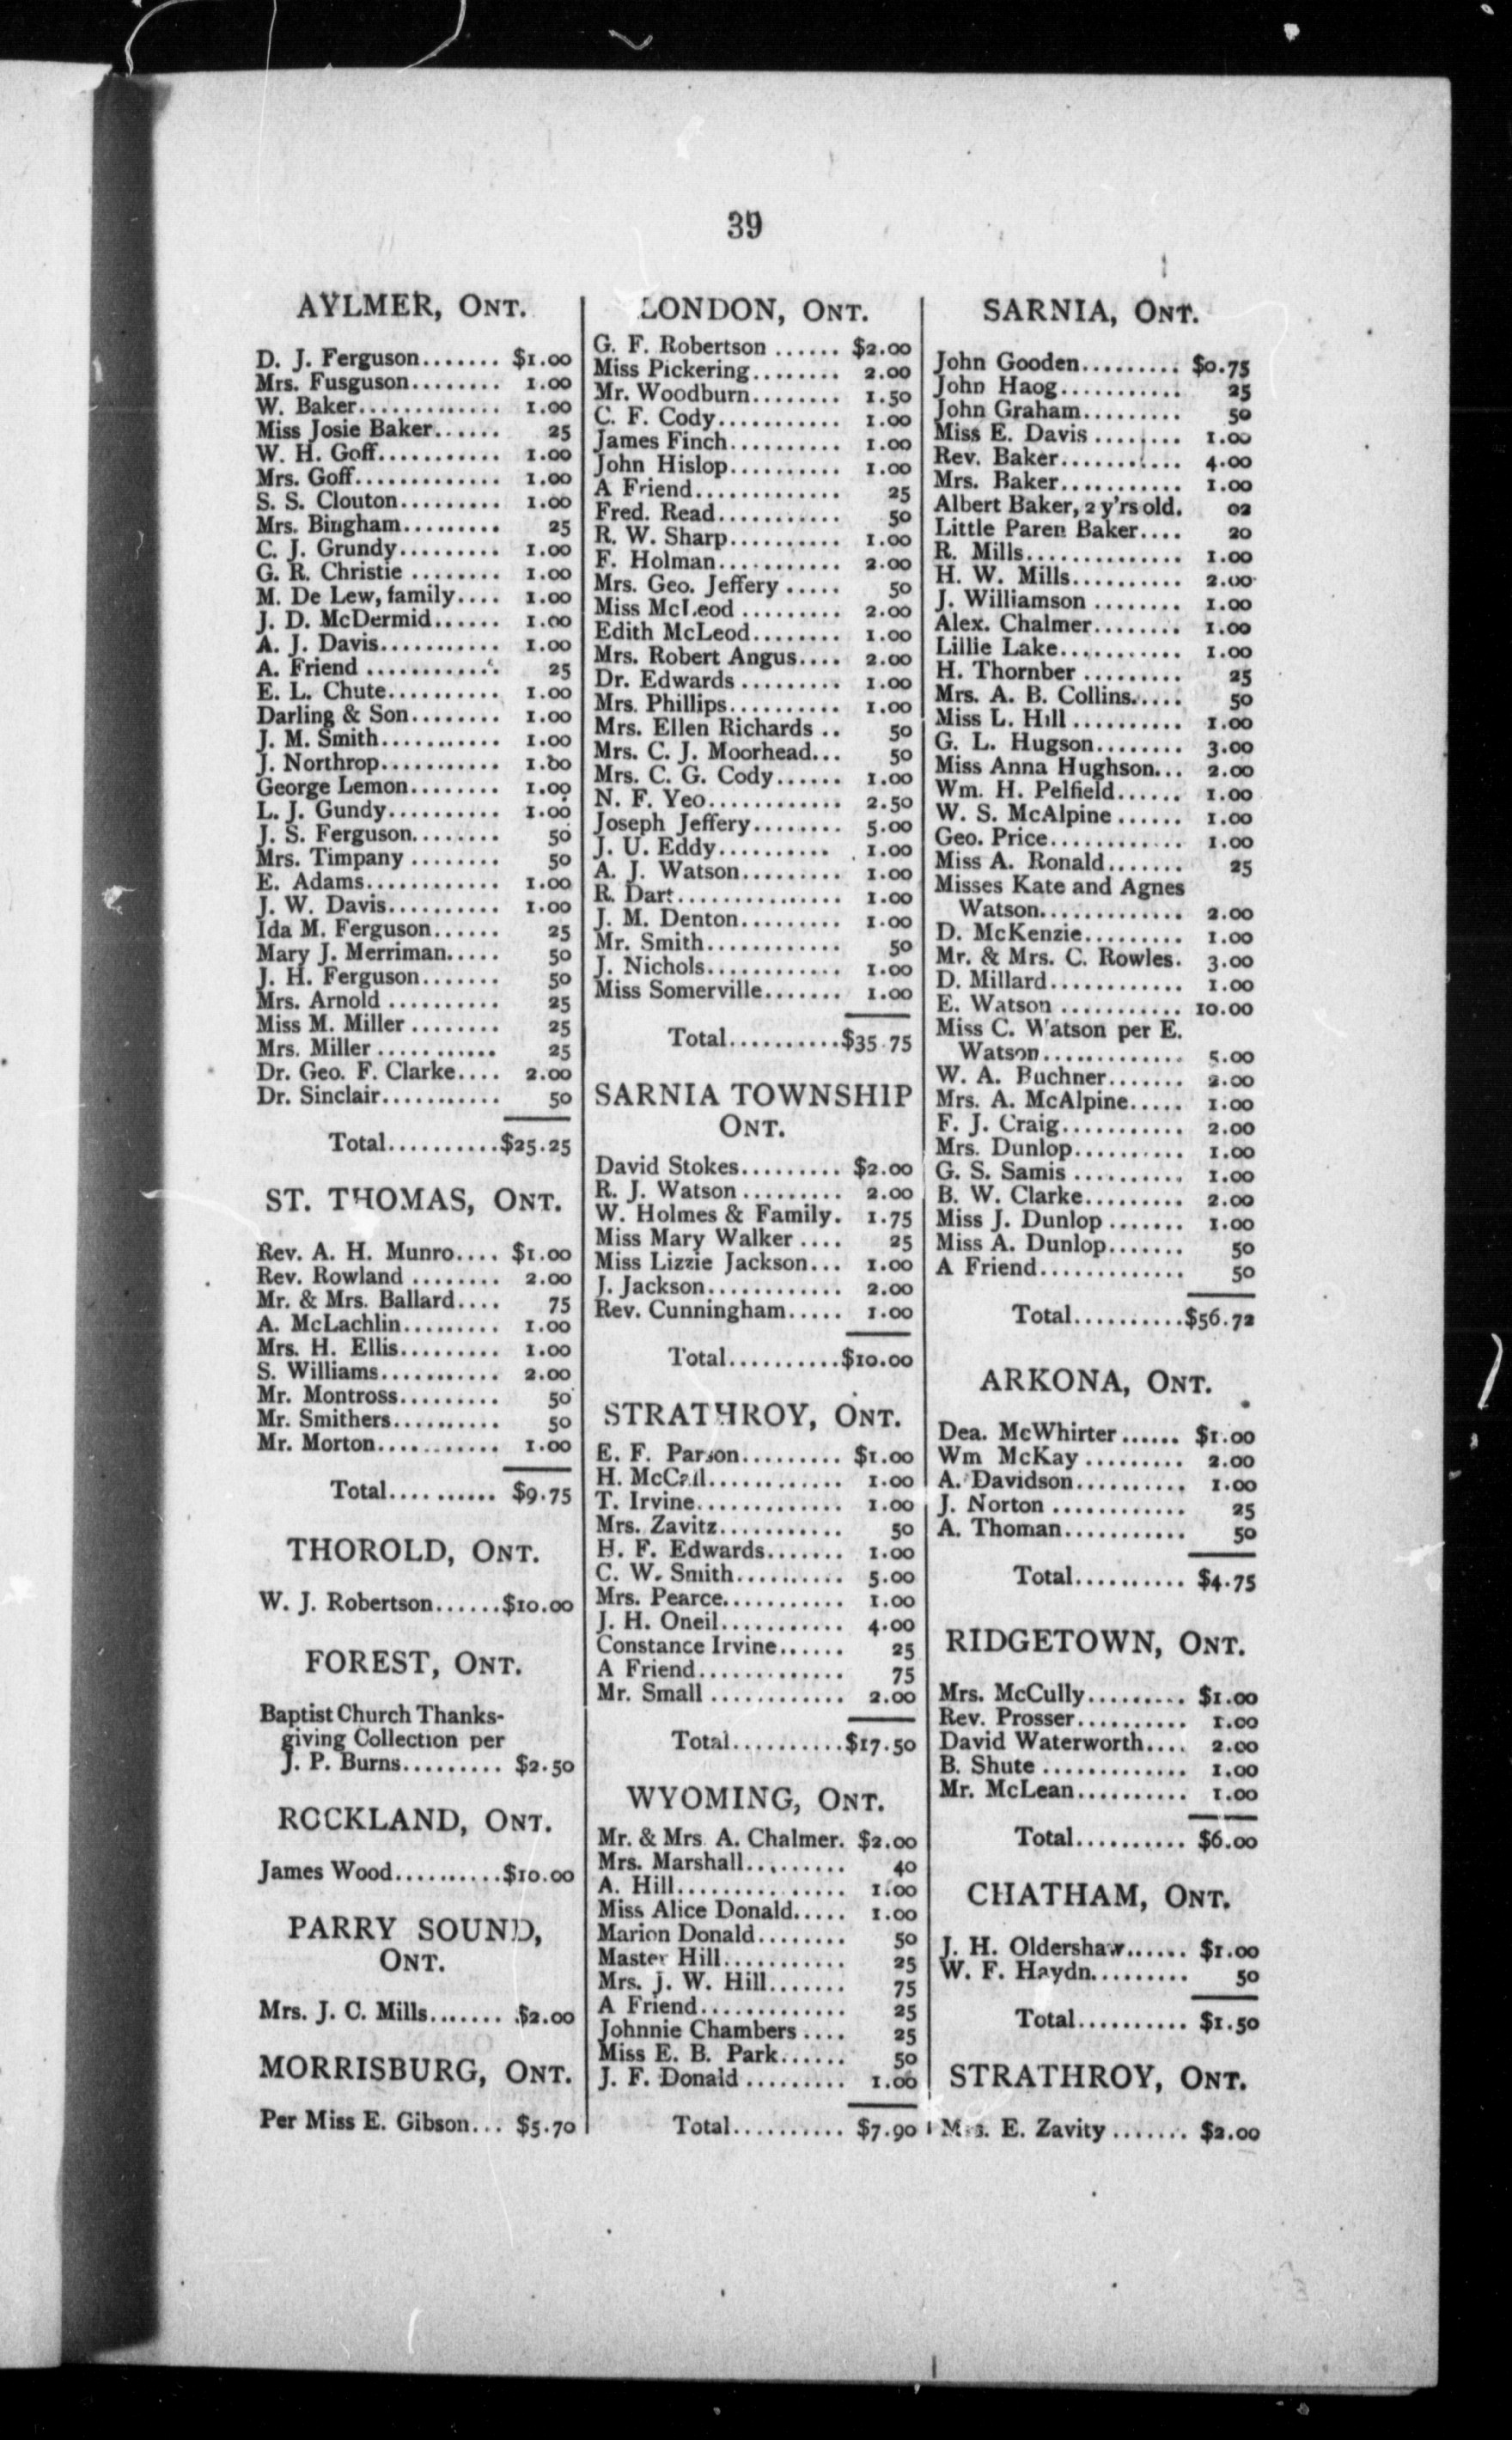 39
AYLMER, ONT.
D. J. Ferguson....... $1.00
Mrs. Fusguson........ 1.00
W. Baker............. 1.00
Miss Josie Baker...... 25
W. H. Goff........... 1.00
Mrs. Goff............. 1.00
S. S. Clouton......... 1.00
Mrs. Bingham......... 25
C. J. Grundy......... 1.00
G. R. Christie ........ 1.00
M. De Lew, family.... 1.00
J. D. McDermid...... 1.00
A. J. Davis........... 1.00
A. Friend ............ 25
E. L. Chute.......... 1.00
Darling & Son........ 1.00
J. M. Smith........... 1.00
J. Northrop........... 1.00
George Lemon........ 1.00
L. J. Gundy.......... 1.00
J. S. Ferguson........ 50
Mrs. Timpany ........ 50
E. Adams............ 1.00
J. W. Davis.......... 1.00
Ida M. Ferguson...... 25
Mary J. Merriman..... 50
J. H. Ferguson....... 50
Mrs. Arnold .......... 25
Miss M. Miller ........ 25
Mrs. Miller ........... 25
Dr. Geo. F. Clarke.... 2.00
Dr. Sinclair........... 50
Total..........$25.25
ST. THOMAS, ONT.
Rev. A. H. Munro.... $1.00
Rev. Rowland ........ 2.00
Mr. & Mrs. Ballard.... 75
A. McLachlin......... 1.00
Mrs. H. Ellis......... 1.00
S. Williams........... 2.00
Mr. Montross......... 50
Mr. Smithers.......... 50
Mr. Morton........... 1.00
Total.......... $9.75
THOROLD, ONT.
W. J. Robertson......$10.00
FOREST, ONT.
Baptist Church Thanks-
giving Collection per
J. P. Burns......... $2.50
ROCKLAND, ONT.
James Wood..........$10.00
PARRY SOUND,
ONT.
Mrs. J. C. Mills....... $2.00
MORRISBURG, ONT.
Per Miss E. Gibson... $5.70
LONDON, ONT.
G. F. Robertson ...... $2.00
Miss Pickering........ 2.00
Mr. Woodburn........ 1.50
C. F. Cody........... 1.00
James Finch.......... 1.00
John Hislop.......... 1.00
A Friend............. 25
Fred. Read........... 50
R. W. Sharp.......... 1.00
F. Holman........... 2.00
Mrs. Geo. Jeffery ..... 50
Miss McLeod ......... 2.00
Edith McLeod........ 1.00
Mrs. Robert Angus.... 2.00
Dr. Edwards ......... 1.00
Mrs. Phillips.......... 1.00
Mrs. Ellen Richards .. 50
Mrs. C. J. Moorhead... 50
Mrs. C. G. Cody...... 1.00
N. F. Yeo............ 2.50
Joseph Jeffery........ 5.00
J. U. Eddy.......... 1.00
A. J. Watson......... 1.00
R. Dart............... 1.00
J. M. Denton......... 1.00
Mr. Smith............ 50
J. Nichols............ 1.00
Miss Somerville....... 1.00
Total..........$35.75
SARNIA TOWNSHIP
ONT.
David Stokes......... $2.00
R. J. Watson ......... 2.00
W. Holmes & Family. 1.75
Miss Mary Walker .... 25
Miss Lizzie Jackson... 1.00
J. Jackson............ 2.00
Rev. Cunningham..... 1.00
Total..........$10.00
STRATHROY, ONT.
E. F. Parson......... $1.00
H. McCall............ 1.00
T. Irvine............. 1.00
Mrs. Zavitz........... 50
H. F. Edwards....... 1.00
C. W. Smith.......... 5.00
Mrs. Pearce........... 1.00
J. H. Oneil........... 4.00
Constance Irvine...... 25
A Friend............. 75
Mr. Small ............ 2.00
Total..........$17.50
WYOMING, ONT.
Mr. & Mrs. A. Chalmer. $2.00
Mrs. Marshall......... 40
A. Hill............... 1.00
Miss Alice Donald..... 1.00
Marion Donald........ 50
Master Hill........... 25
Mrs. J. W. Hill....... 75
A Friend............. 25
Johnnie Chambers .... 25
Miss E. B. Park...... 50
J. F. Donald ......... 1.00
Total.......... $7.90
SARNIA, ONT.
John Gooden......... $0.75
John Haog........... 25
John Graham......... 50
Miss E. Davis ........ 1.00
Rev. Baker........... 4.00
Mrs. Baker........... 1.00
Albert Baker, 2 y'rs old. 02
Little Paren Baker.... 20
R. Mills.............. 1.00
H. W. Mills.......... 2.00
J. Williamson ........ 1.00
Alex. Chalmer........ 1.00
Lillie Lake........... 1.00
H. Thornber ......... 25
Mrs. A. B. Collins..... 50
Miss L. Hill .......... 1.00
G. L. Hugson........ 3.00
Miss Anna Hughson... 2.00
Wm. H. Pelfield...... 1.00
W. S. McAlpine ...... 1.00
Geo. Price............ 1.00
Miss A. Ronald....... 25
Misses Kate and Agnes
Watson............. 2.00
D. McKenzie......... 1.00
Mr. & Mrs. C. Rowles. 3.00
D. Millard............ 1.00
E. Watson ........... 10.00
Miss C. Watson per E.
Watson............. 5.00
W. A. Buchner....... 2.00
Mrs. A. McAlpine..... 1.00
F. J. Craig........... 2.00
Mrs. Dunlop.......... 1.00
G. S. Samis .......... 1.00
B. W. Clarke......... 2.00
Miss J. Dunlop ....... 1.00
Miss A. Dunlop....... 50
A Friend............. 50
Total..........$56.72
ARKONA, ONT.
Dea. McWhirter ...... $1.00
Wm McKay ......... 2.00
A. Davidson.......... 1.00
J. Norton ............ 25
A. Thoman........... 50
Total.......... $4.75
RIDGETOWN, ONT.
Mrs. McCully......... $1.00
Rev. Prosser.......... 1.00
David Waterworth.... 2.00
B. Shute ............. 1.00
Mr. McLean.......... 1.00
Total.......... $6.00
CHATHAM, ONT.
J. H. Oldershaw...... $1.00
W. F. Haydn......... 50
Total.......... $1.50
STRATHROY, ONT.
Mrs. E. Zavity ....... $2.00